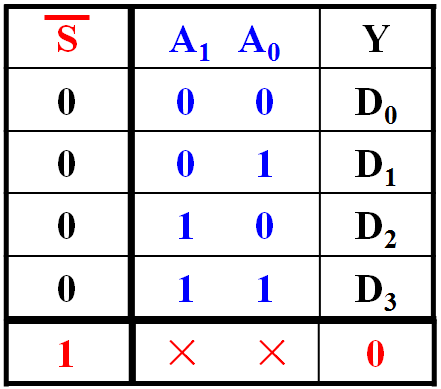 S̅ A₁ A₀ Y
0 0 0 D₀
0 0 1 D₁
0 1 0 D₂
0 1 1 D₃
1 × × 0